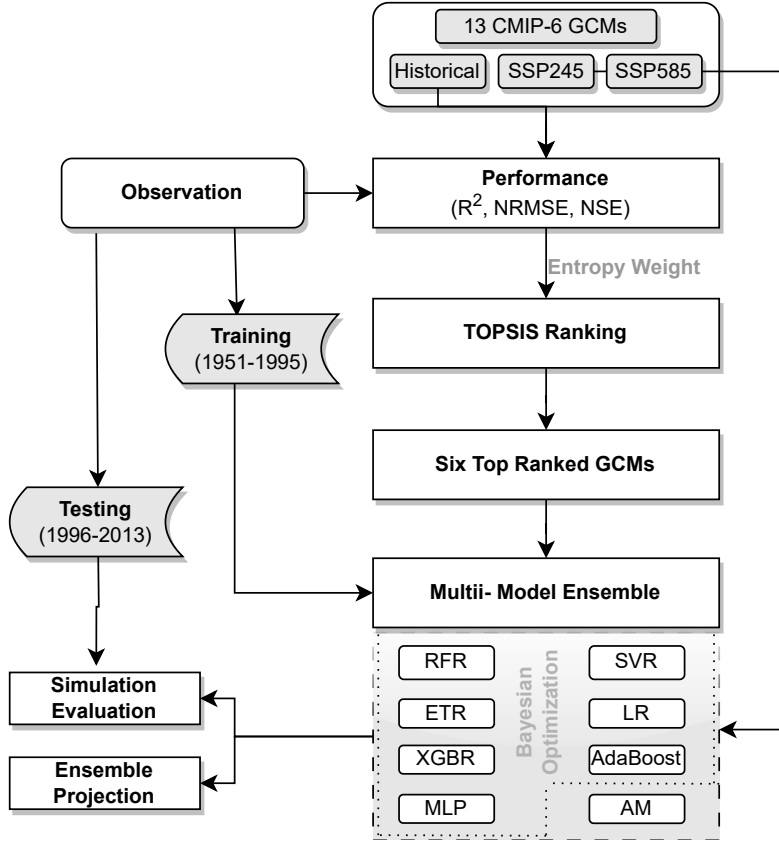 13 CMIP-6 GCMs
Historical
SSP245
SSP585
Observation
Performance
(R², NRMSE, NSE)
Entropy Weight
Training
(1951-1995)
TOPSIS Ranking
Six Top Ranked GCMs
Testing
(1996-2013)
Multii- Model Ensemble
RFR
SVR
ETR
LR
XGBR
AdaBoost
MLP
AM
Bayesian
Optimization
Simulation
Evaluation
Ensemble
Projection